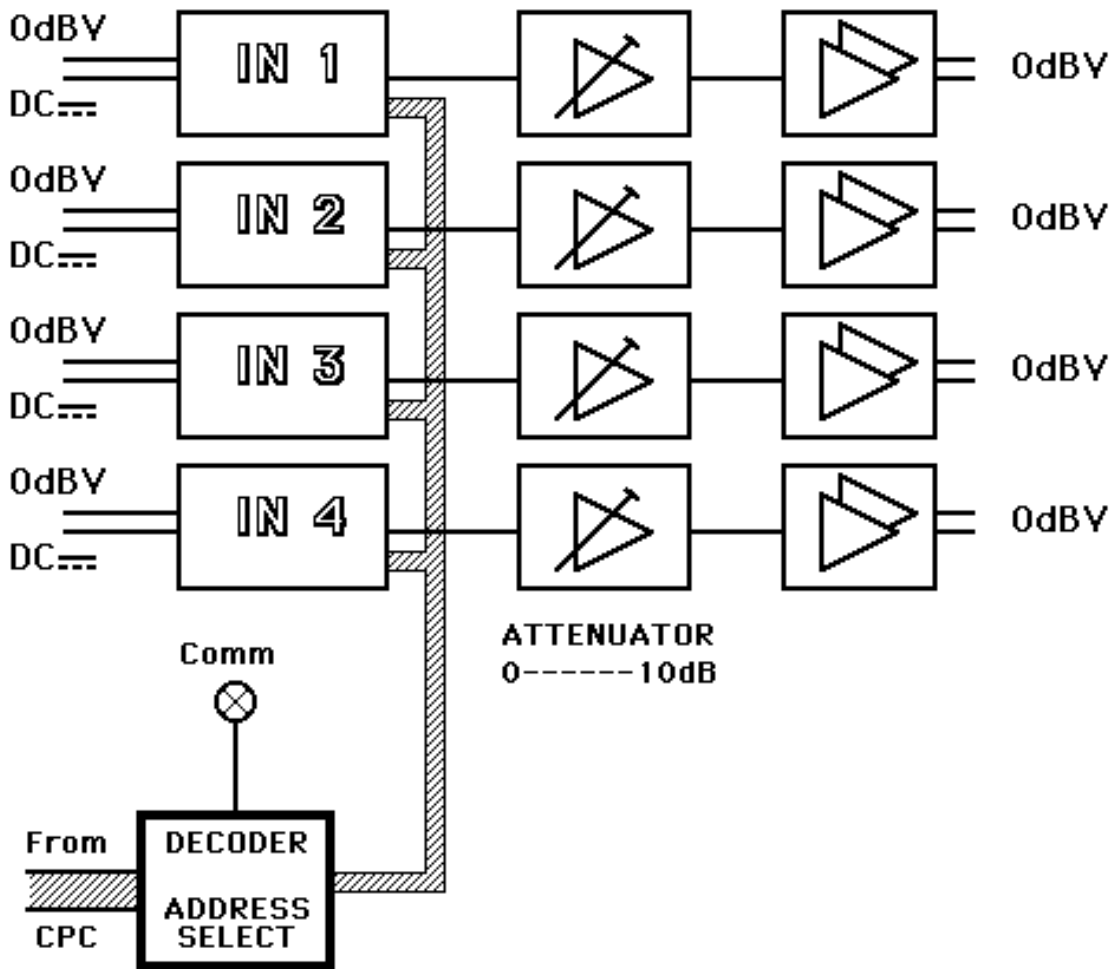 0dBV
IN 1
0dBV
DC
0dBV
IN 2
0dBV
DC
0dBV
IN 3
0dBV
DC
0dBV
IN 4
0dBV
DC
ATTENUATOR
0------10dB
Comm
From
CPC
DECODER
ADDRESS
SELECT